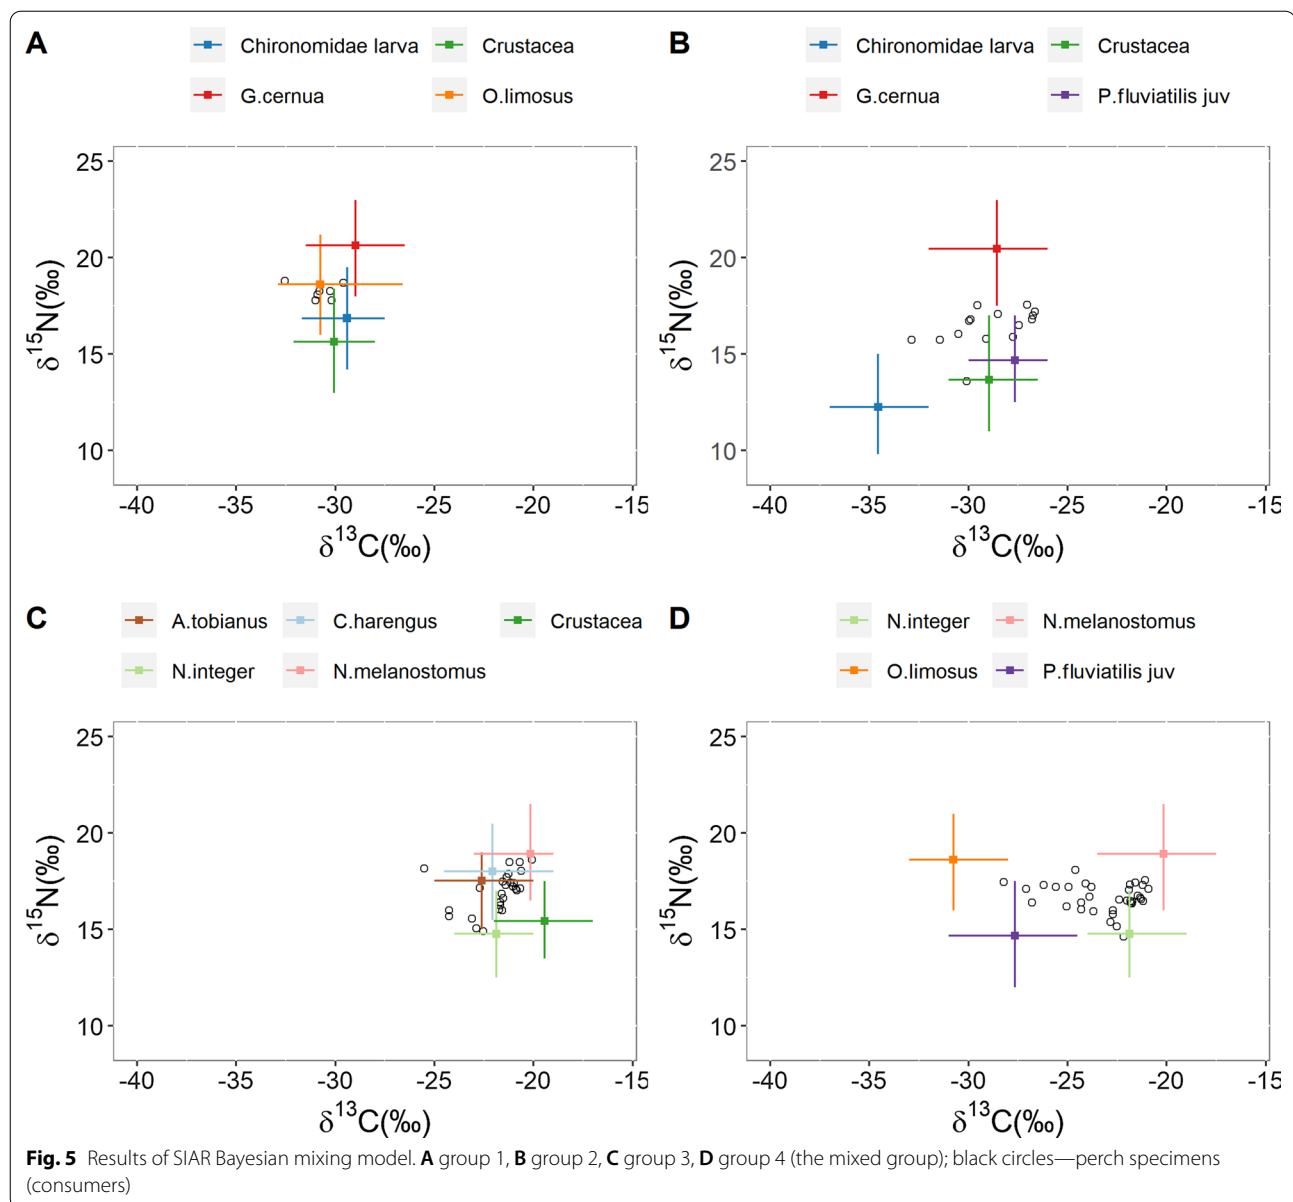 A
Chironomidae larva Crustacea
G.cernua O.limosus
25
20
15
10
δ15N(‰)
-40 -35 -30 -25 -20 -15
δ13C(‰)
B
Chironomidae larva Crustacea
G.cernua P.fluviatilis juv
25
20
15
10
δ15N(‰)
-40 -35 -30 -25 -20 -15
δ13C(‰)
C
A.tobianus C.harengus Crustacea
N.integer N.melanostomus
25
20
15
10
δ15N(‰)
-40 -35 -30 -25 -20 -15
δ13C(‰)
D
N.integer N.melanostomus
O.limosus P.fluviatilis juv
25
20
15
10
δ15N(‰)
-40 -35 -30 -25 -20 -15
δ13C(‰)
Fig. 5 Results of SIAR Bayesian mixing model. A group 1, B group 2, C group 3, D group 4 (the mixed group); black circles—perch specimens
(consumers)